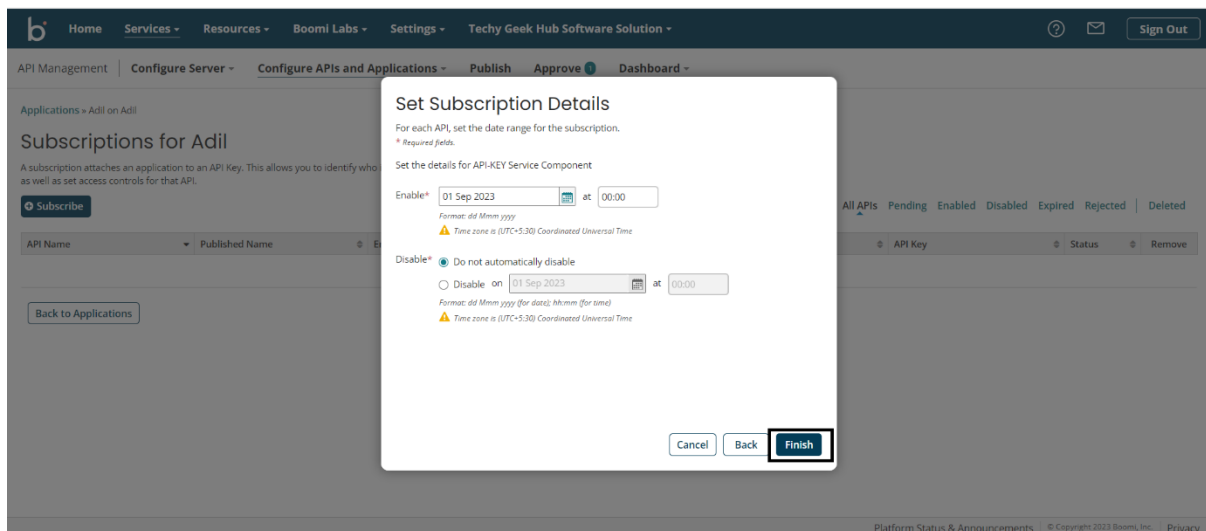 b Home Services Resources Boomi Labs Settings Techy Geek Hub Software Solution ? Sign Out
API Management Configure Server Configure APIs and Applications Publish Approve 1 Dashboard
Applications » Adil on Adil
Subscriptions for Adil
A subscription attaches an application to an API Key. This allows you to identify who
as well as set access controls for that API.
Subscribe
All APIs Pending Enabled Disabled Expired Rejected Deleted
API Name Published Name API Key Status Remove
Back to Applications
Set Subscription Details
For each API, set the date range for the subscription.
* Required fields.
Set the details for API-KEY Service Component
Enable* 01 Sep 2023 at 00:00
Format: dd Mmm yyyy
Time zone is (UTC+5:30) Coordinated Universal Time
Disable* Do not automatically disable
Disable on 01 Sep 2023 at 00:00
Format: dd Mmm yyyy (for date); hh:mm (for time)
Time zone is (UTC+5:30) Coordinated Universal Time
Cancel Back Finish
Platform Status & Announcements © Copyright 2023 Boomi, Inc. Privacy